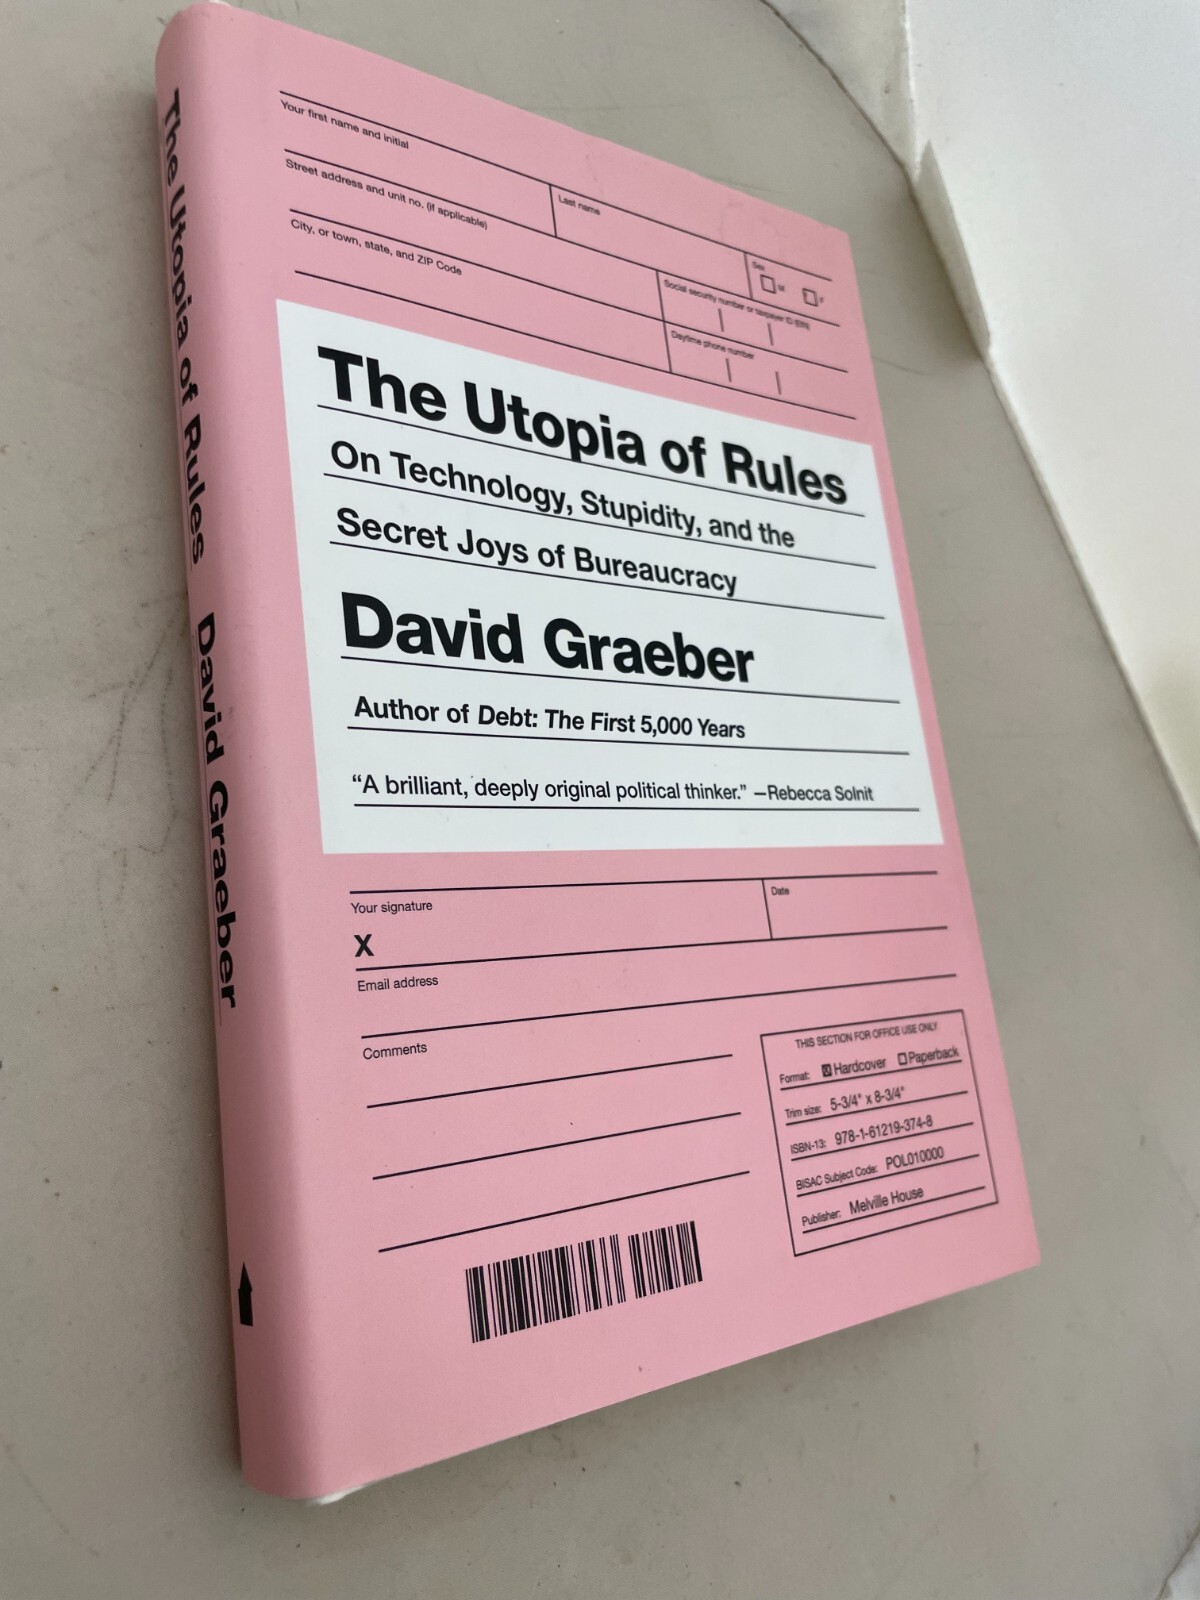 The Utopia of Rules David Graeber
Your first name and initial
Last name
Sex
M F
Street address and unit no. (if applicable)
Social security number or taxpayer ID (EIN)
City, or town, state, and ZIP Code
Daytime phone number
The Utopia of Rules
On Technology, Stupidity, and the
Secret Joys of Bureaucracy
David Graeber
Author of Debt: The First 5,000 Years
“A brilliant, deeply original political thinker.” —Rebecca Solnit
Your signature
Date
X
Email address
Comments
THIS SECTION FOR OFFICE USE ONLY
Format: Hardcover Paperback
Trim size: 5-3/4" x 8-3/4"
ISBN-13: 978-1-61219-374-8
BISAC Subject Code: POL010000
Publisher: Melville House